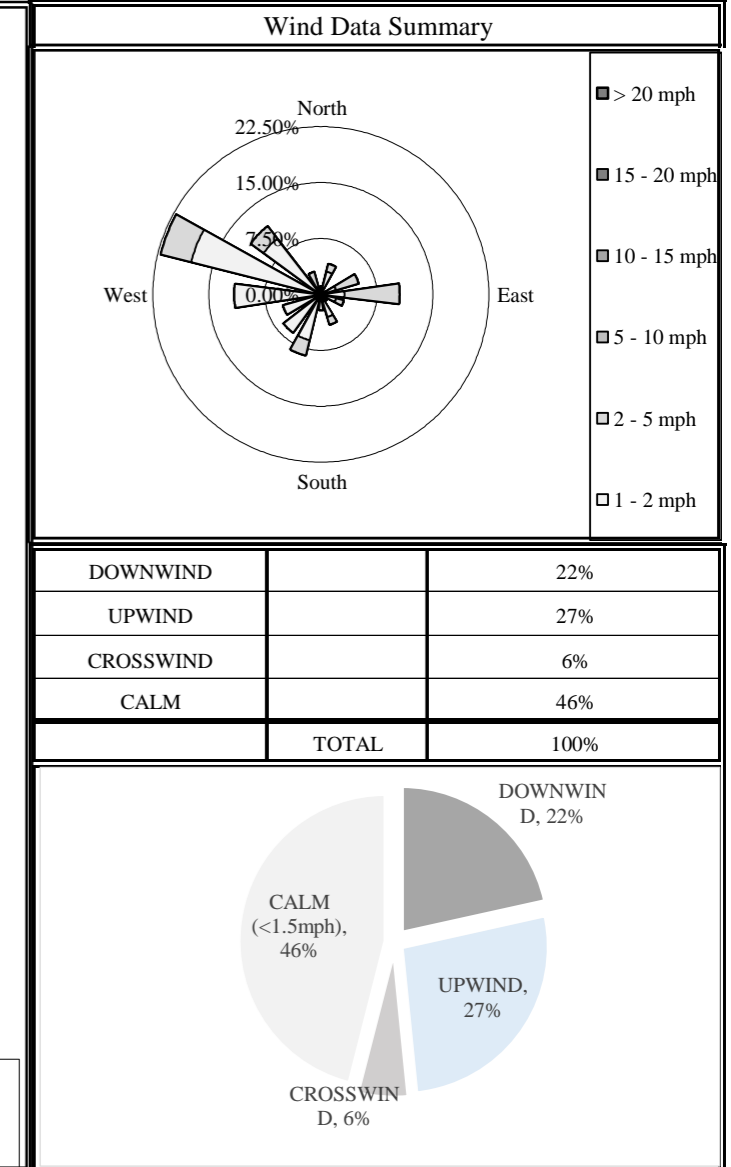 Wind Data Summary
North
22.50%
15.00%
7.50%
0.00%
West
East
South
> 20 mph
15 - 20 mph
10 - 15 mph
5 - 10 mph
2 - 5 mph
1 - 2 mph
DOWNWIND 22%
UPWIND 27%
CROSSWIND 6%
CALM 46%
TOTAL 100%
DOWNWIN
D, 22%
CALM
(<1.5mph),
46%
UPWIND,
27%
CROSSWIN
D, 6%